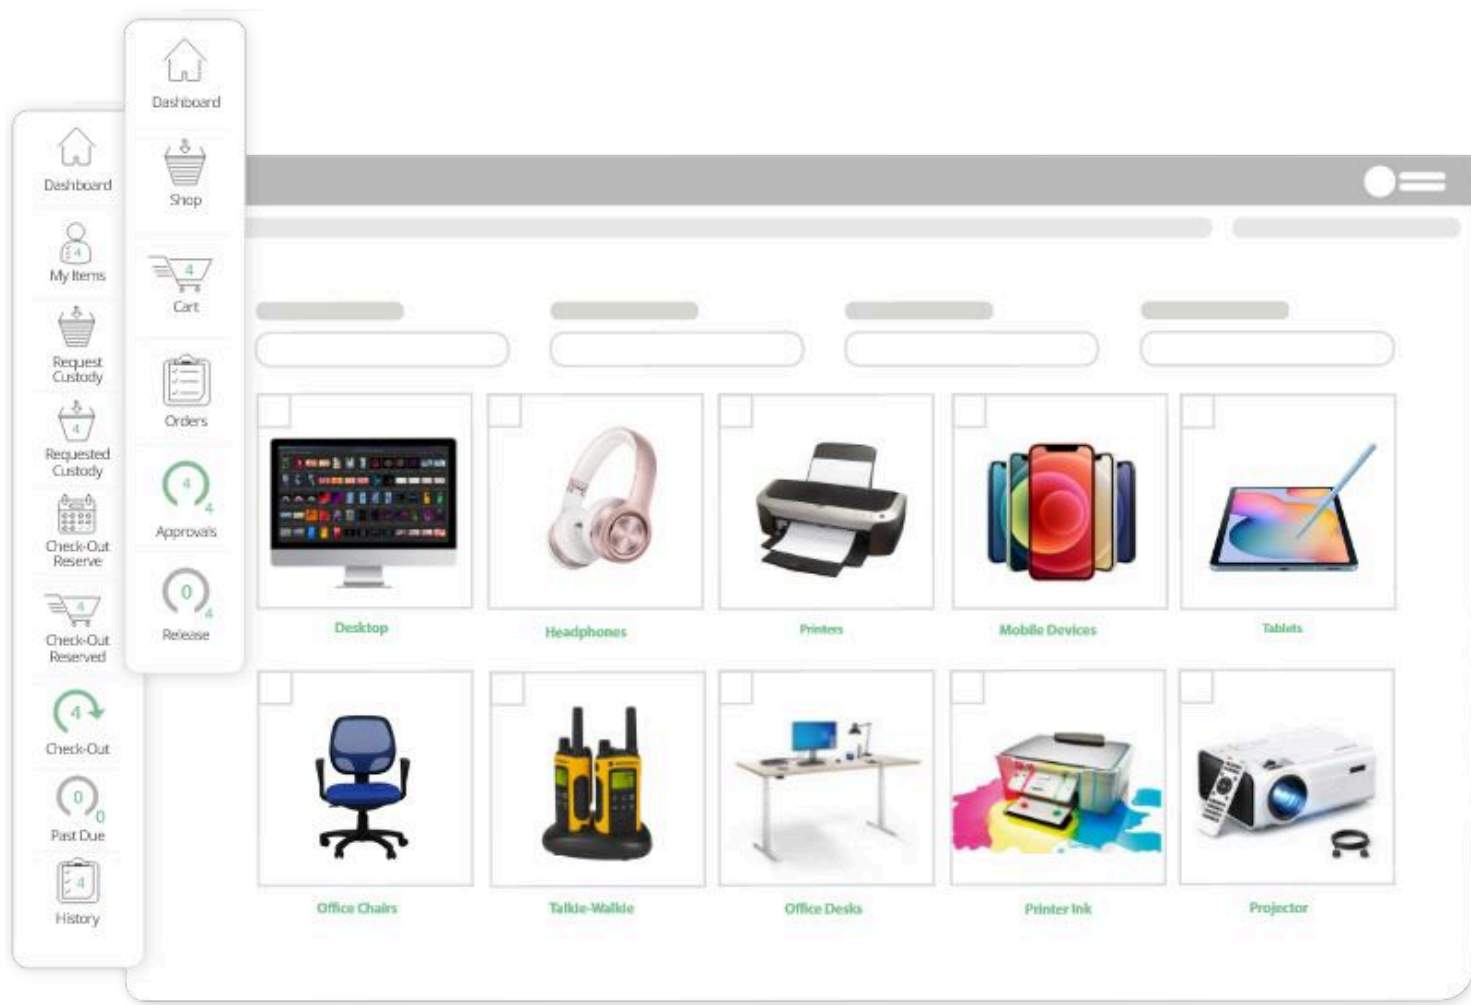 Dashboard
My Items
4
Request
Custody
4
Requested
Custody
Check-Out
Reserve
4
Check-Out
Reserved
4
Check-Out
0
0
Past Due
4
History
Dashboard
Shop
4
Cart
Orders
4
4
Approvals
0
4
Release
Desktop
Headphones
Printers
Mobile Devices
Tablets
Office Chairs
Talkie-Walkie
Office Desks
Printer Ink
Projector